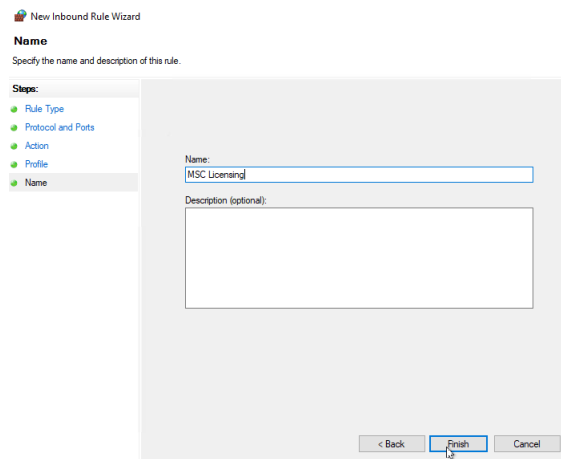 New Inbound Rule Wizard
Name
Specify the name and description of this rule.
Steps:
Rule Type
Protocol and Ports
Action
Profile
Name
Name:
MSC Licensing
Description (optional):
< Back
Finish
Cancel